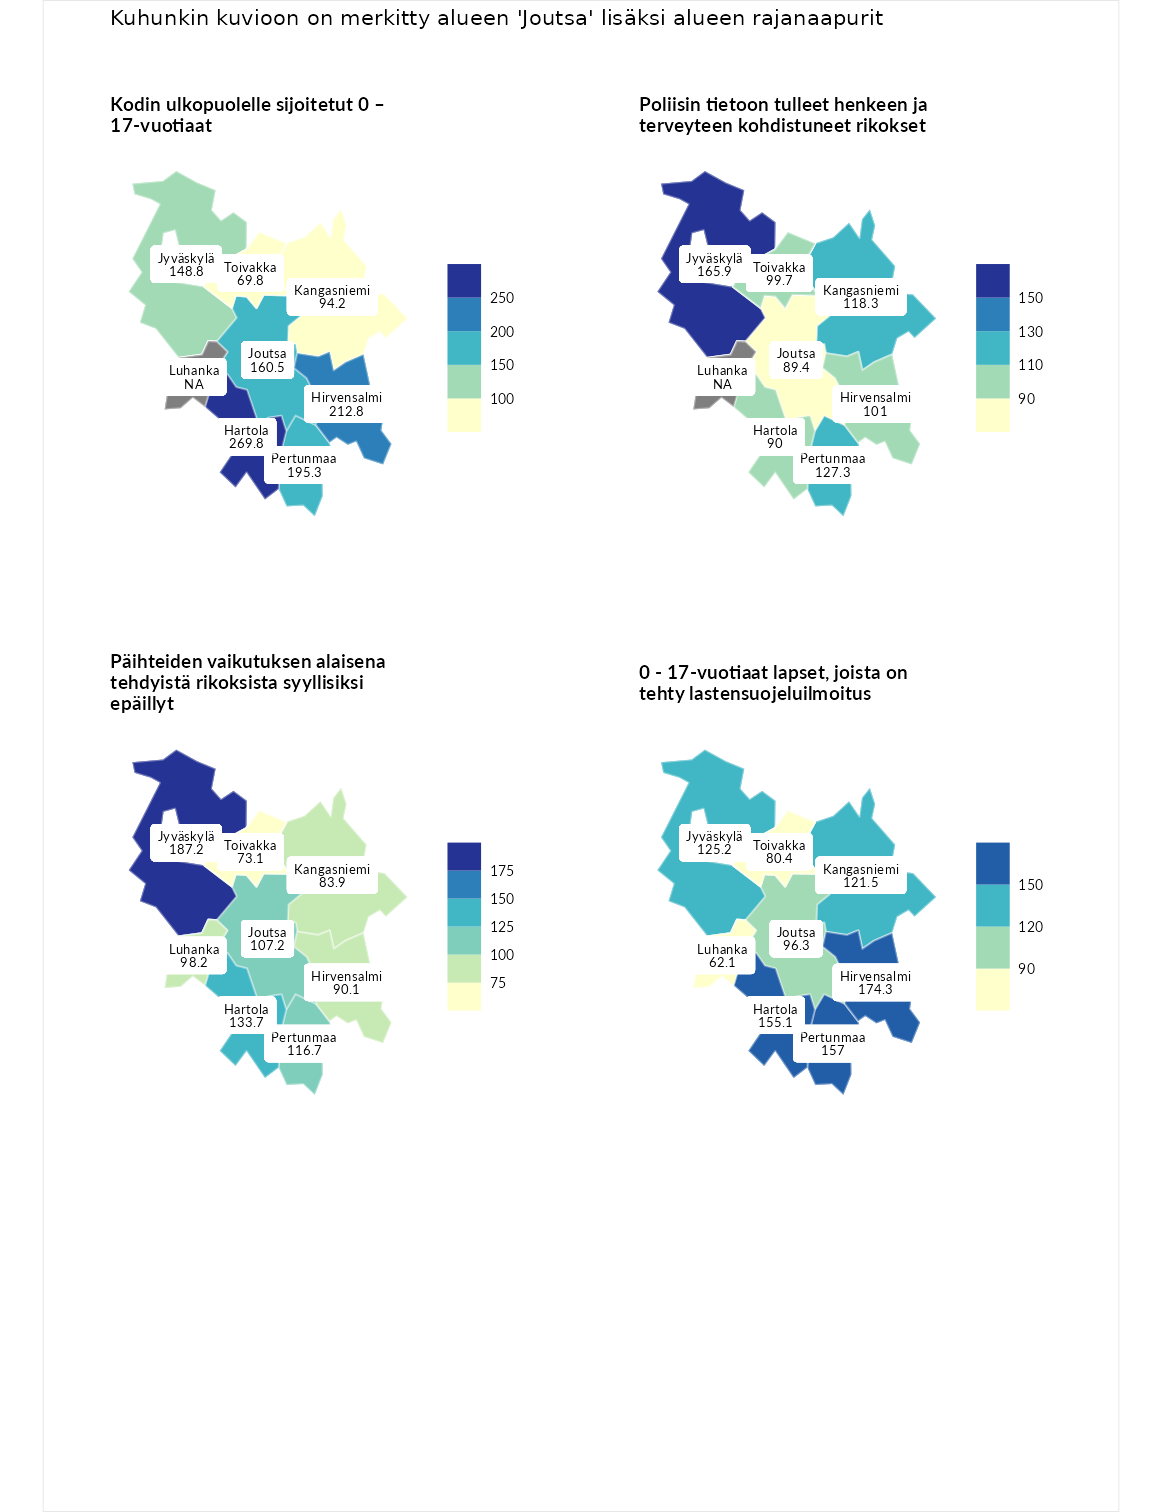 Kuhunkin kuvioon on merkitty alueen 'Joutsa' lisäksi alueen rajanaapurit
Kodin ulkopuolelle sijoitetut 0 –
17-vuotiaat
Jyväskylä
148.8
Toivakka
69.8
Kangasniemi
94.2
Joutsa
160.5
Luhanka
NA
Hirvensalmi
212.8
Hartola
269.8
Pertunmaa
195.3
250
200
150
100
Poliisin tietoon tulleet henkeen ja
terveyteen kohdistuneet rikokset
Jyväskylä
165.9
Toivakka
99.7
Kangasniemi
118.3
Joutsa
89.4
Luhanka
NA
Hirvensalmi
101
Hartola
90
Pertunmaa
127.3
150
130
110
90
Päihteiden vaikutuksen alaisena
tehdyistä rikoksista syyllisiksi
epäillyt
Jyväskylä
187.2
Toivakka
73.1
Kangasniemi
83.9
Joutsa
107.2
Luhanka
98.2
Hirvensalmi
90.1
Hartola
133.7
Pertunmaa
116.7
175
150
125
100
75
0 - 17-vuotiaat lapset, joista on
tehty lastensuojeluilmoitus
Jyväskylä
125.2
Toivakka
80.4
Kangasniemi
121.5
Joutsa
96.3
Luhanka
62.1
Hirvensalmi
174.3
Hartola
155.1
Pertunmaa
157
150
120
90